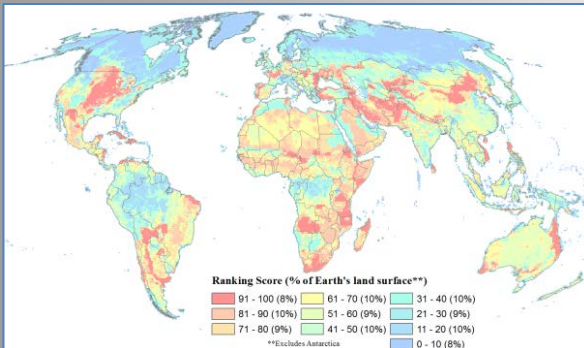 Ranking Score (% of Earth's land surface**)
91 - 100 (8%) 61 - 70 (10%) 31 - 40 (10%)
81 - 90 (10%) 51 - 60 (9%) 21 - 30 (9%)
71 - 80 (9%) 41 - 50 (10%) 11 - 20 (10%)
**Excludes Antarctica 0 - 10 (8%)